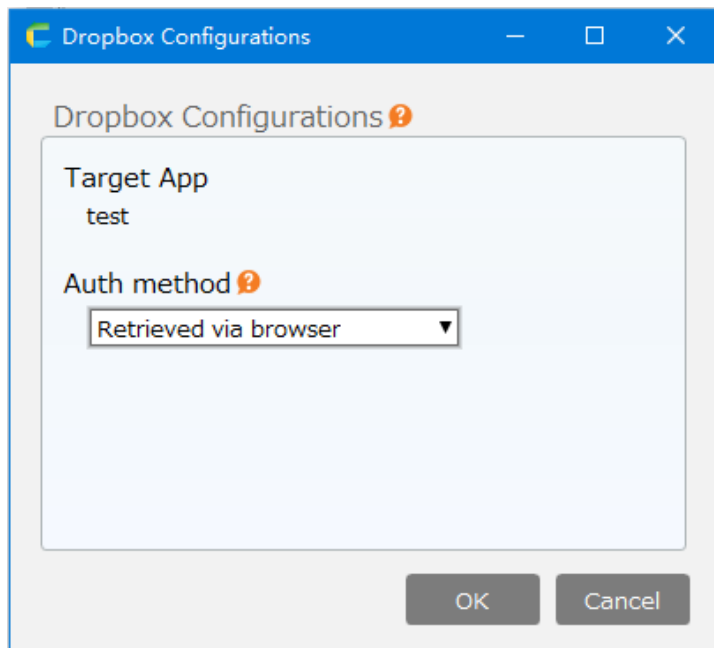 Dropbox Configurations
Dropbox Configurations
Target App
test
Auth method
Retrieved via browser
OK Cancel